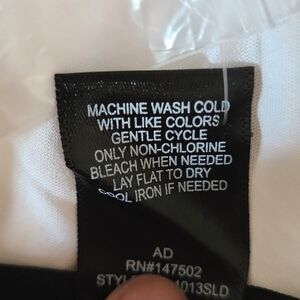 MACHINE WASH COLD
WITH LIKE COLORS
GENTLE CYCLE
ONLY NON-CHLORINE
BLEACH WHEN NEEDED
LAY FLAT TO DRY
COOL IRON IF NEEDED
AD
RN#147502